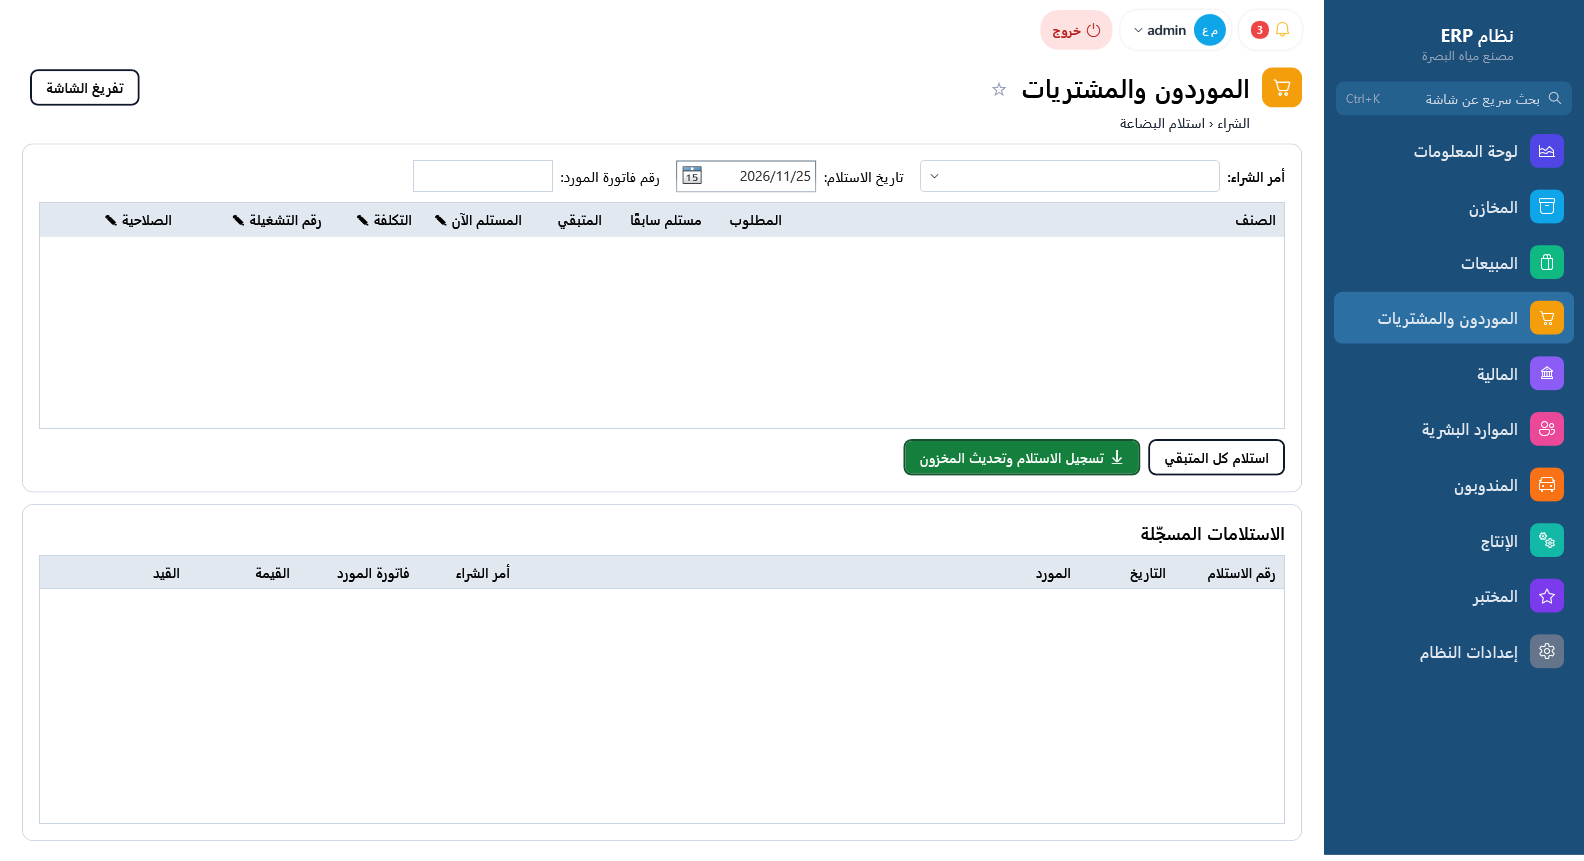 نظام ERP
مصنع مياه البصرة
بحث سريع عن شاشة
Ctrl+K
لوحة المعلومات
المخازن
المبيعات
الموردون والمشتريات
المالية
الموارد البشرية
المندوبون
الإنتاج
المختبر
إعدادات النظام
3
م ع
admin
خروج
الموردون والمشتريات
الشراء › استلام البضاعة
تفريغ الشاشة
أمر الشراء:
تاريخ الاستلام: 2026/11/25 15
رقم فاتورة المورد:
الصنف المطلوب مستلم سابقًا المتبقي المستلم الآن التكلفة رقم التشغيلة الصلاحية
استلام كل المتبقي
تسجيل الاستلام وتحديث المخزون
الاستلامات المسجّلة
رقم الاستلام التاريخ المورد أمر الشراء فاتورة المورد القيمة القيد